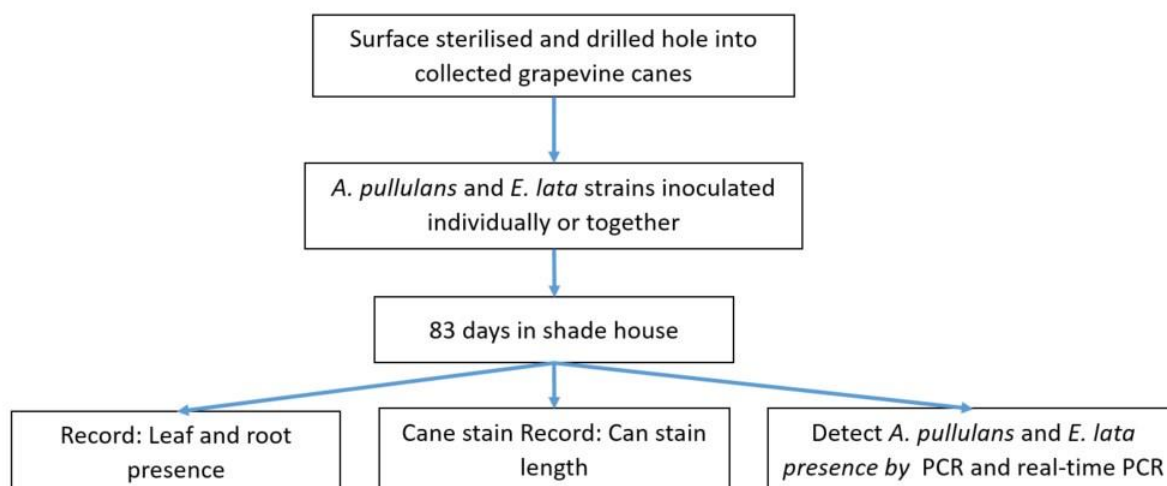 Surface sterilised and drilled hole into
collected grapevine canes
A. pullulans and E. lata strains inoculated
individually or together
83 days in shade house
Record: Leaf and root
presence
Cane stain Record: Can stain
length
Detect A. pullulans and E. lata
presence by PCR and real-time PCR